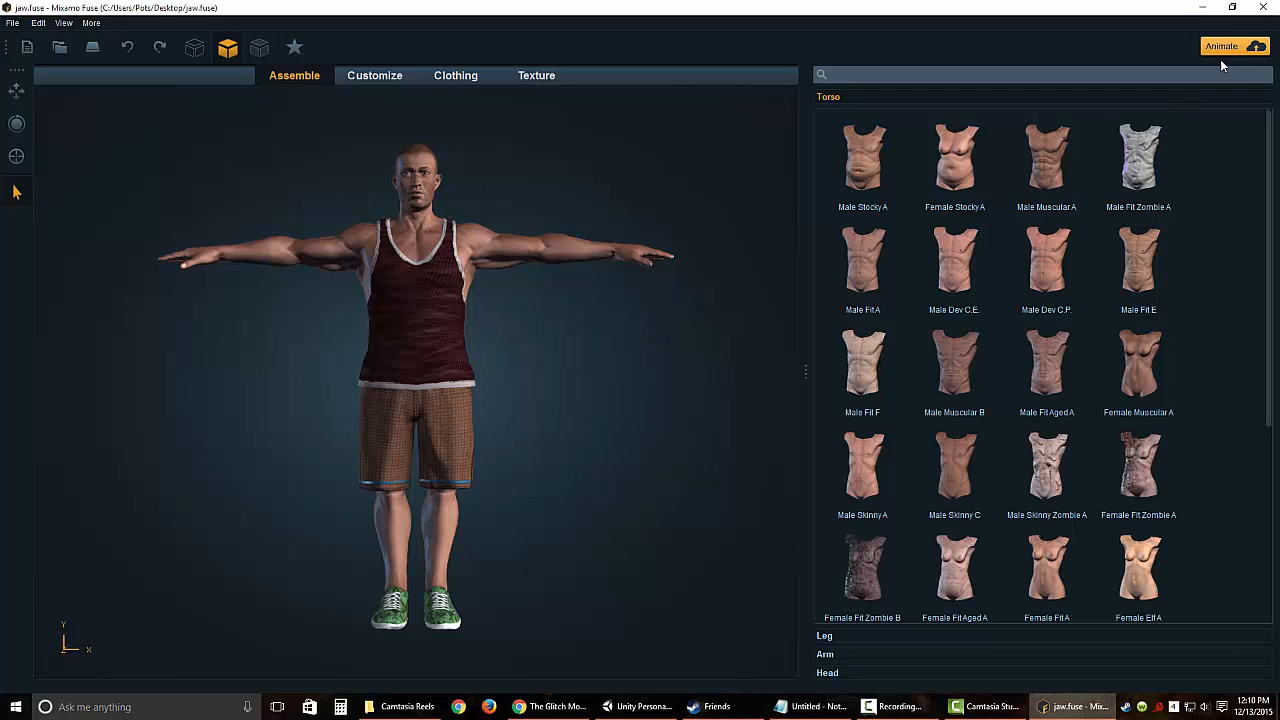 jaw.fuse - Mixamo Fuse (C:/Users/Pots/Desktop/jaw.fuse)
File Edit View More
Animate
Assemble Customize Clothing Texture
Torso
Male Stocky A Female Stocky A Male Muscular A Male Fit Zombie A
Male Fit A Male Dev C.E. Male Dev C.P. Male Fit E
Male Fit F Male Muscular B Male Fit Aged A Female Muscular A
Male Skinny A Male Skinny C Male Skinny Zombie A Female Fit Zombie A
Female Fit Zombie B Female Fit Aged A Female Fit A Female Elf A
Leg
Arm
Head
Y
X
Ask me anything
Camtasia Reels
The Glitch Mo...
Unity Persona...
Friends
Untitled - Not...
Recording...
Camtasia Stu...
jaw.fuse - Mix...
12:10 PM
12/13/2015